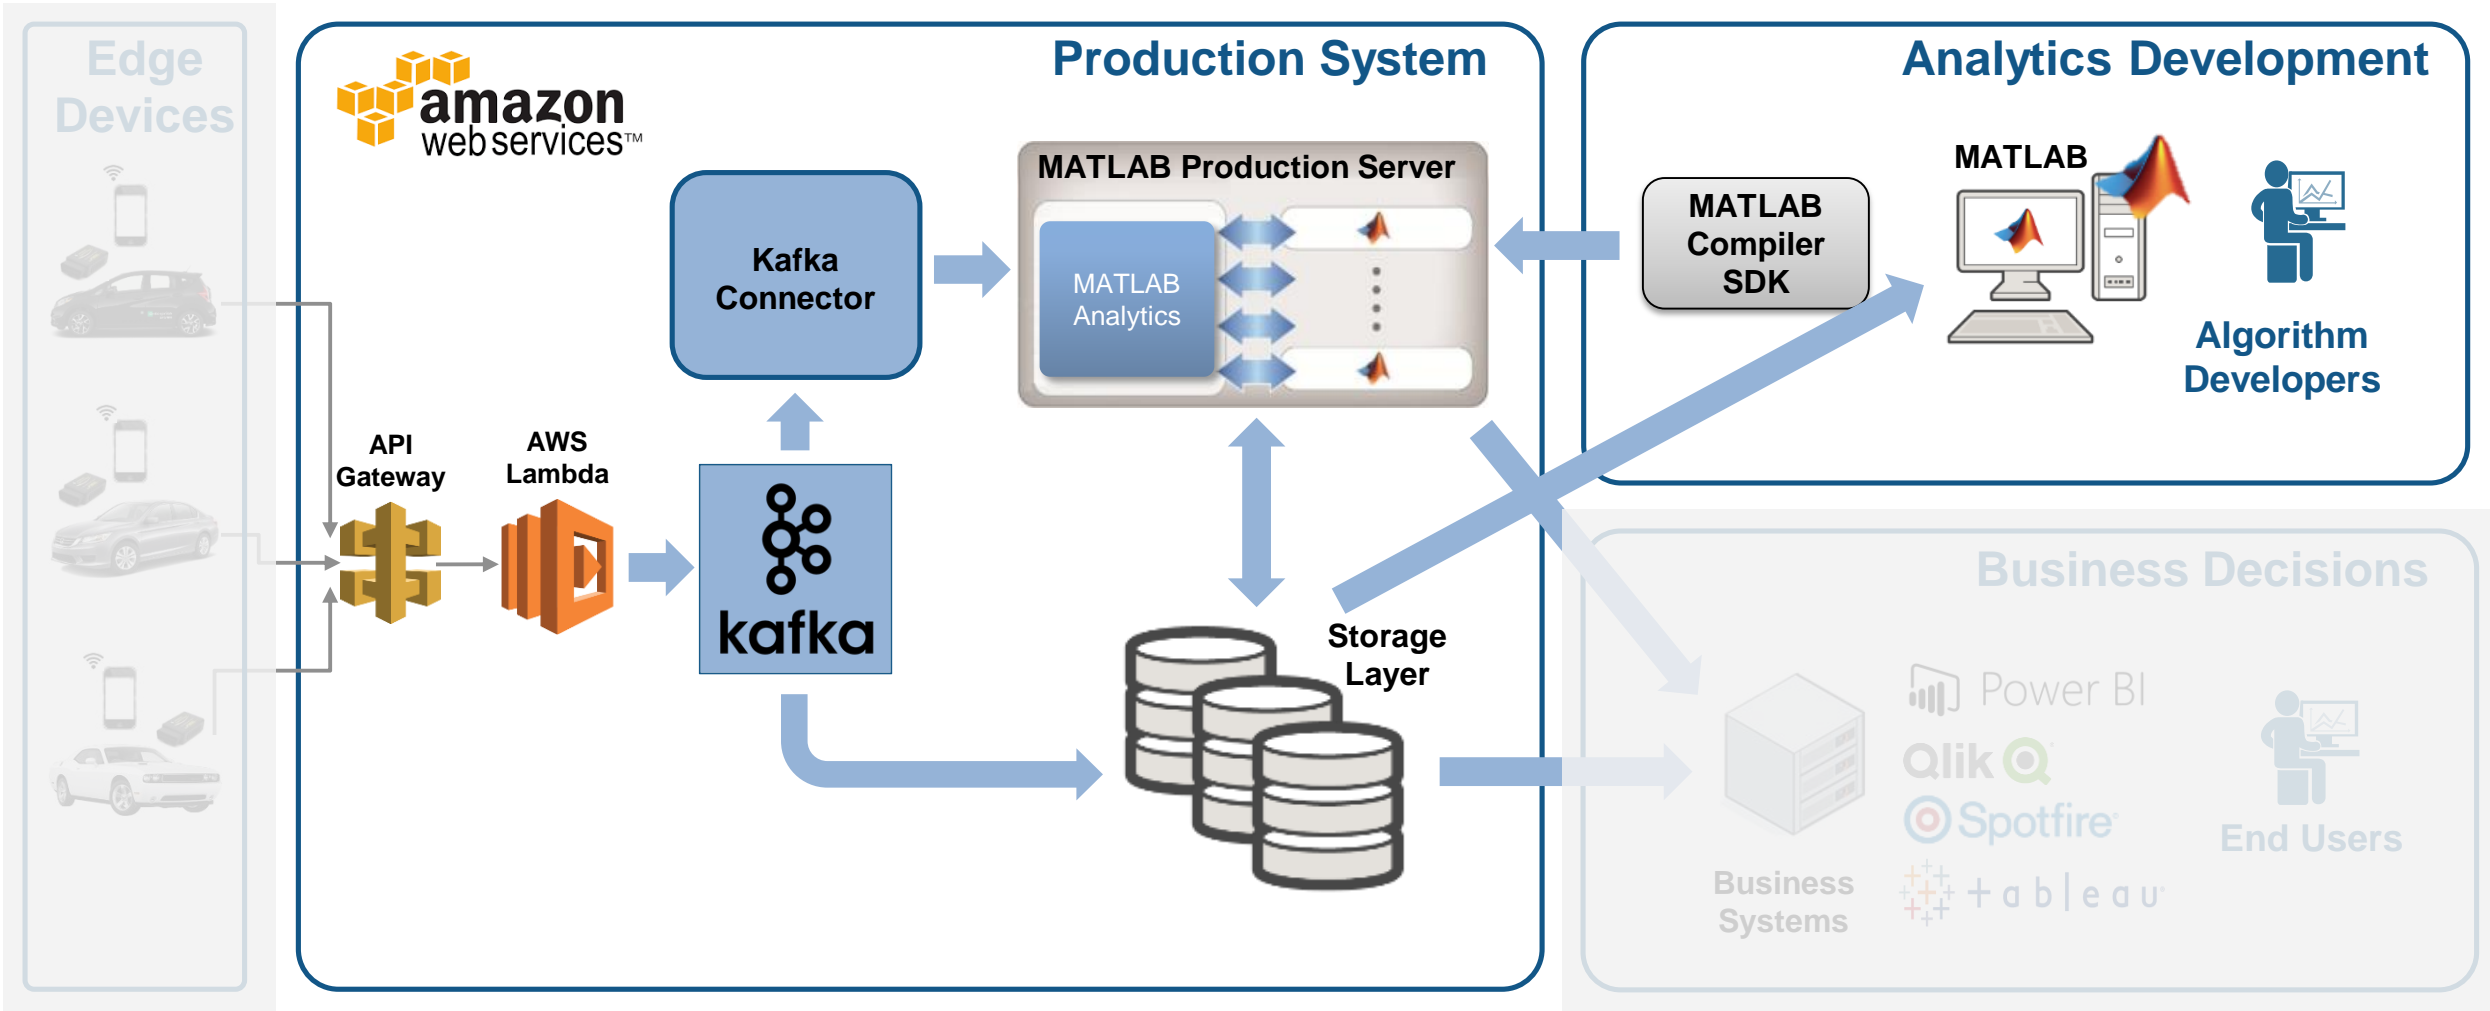 Edge
Devices
amazon
web services™
Production System
Analytics Development
MATLAB Production Server
MATLAB
Analytics
Kafka
Connector
MATLAB
Compiler
SDK
MATLAB
Algorithm
Developers
API
Gateway
AWS
Lambda
kafka
Storage
Layer
Business Decisions
Power BI
Qlik
Spotfire
+ableau
End Users
Business
Systems